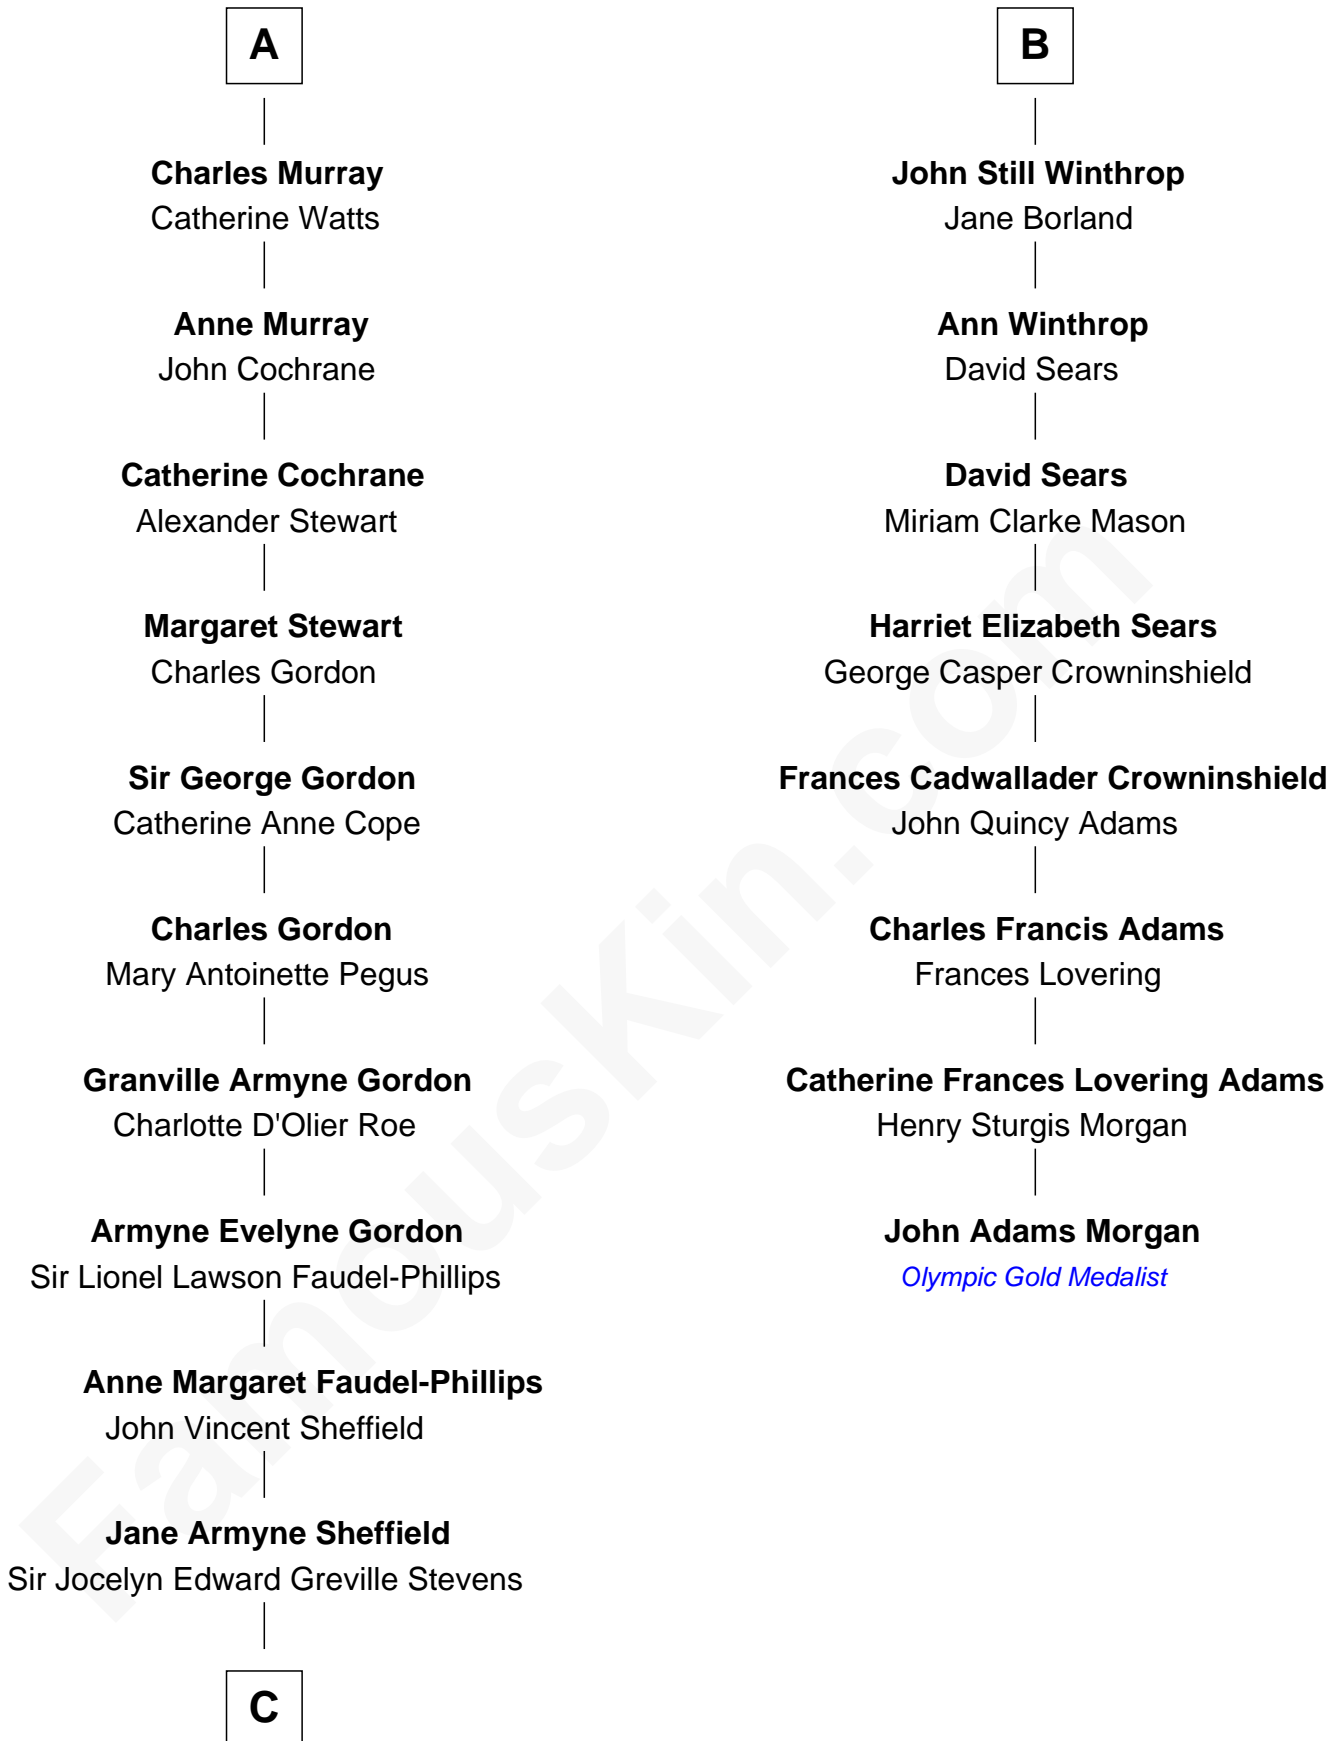 A
Charles Murray
Catherine Watts
Anne Murray
John Cochrane
Catherine Cochrane
Alexander Stewart
Margaret Stewart
Charles Gordon
Sir George Gordon
Catherine Anne Cope
Charles Gordon
Mary Antoinette Pegus
Granville Armyne Gordon
Charlotte D'Olier Roe
Armyne Evelyne Gordon
Sir Lionel Lawson Faudel-Phillips
Anne Margaret Faudel-Phillips
John Vincent Sheffield
Jane Armyne Sheffield
Sir Jocelyn Edward Greville Stevens
C
B
John Still Winthrop
Jane Borland
Ann Winthrop
David Sears
David Sears
Miriam Clarke Mason
Harriet Elizabeth Sears
George Casper Crowninshield
Frances Cadwallader Crowninshield
John Quincy Adams
Charles Francis Adams
Frances Lovering
Catherine Frances Lovering Adams
Henry Sturgis Morgan
John Adams Morgan
Olympic Gold Medalist
FamousKin.com